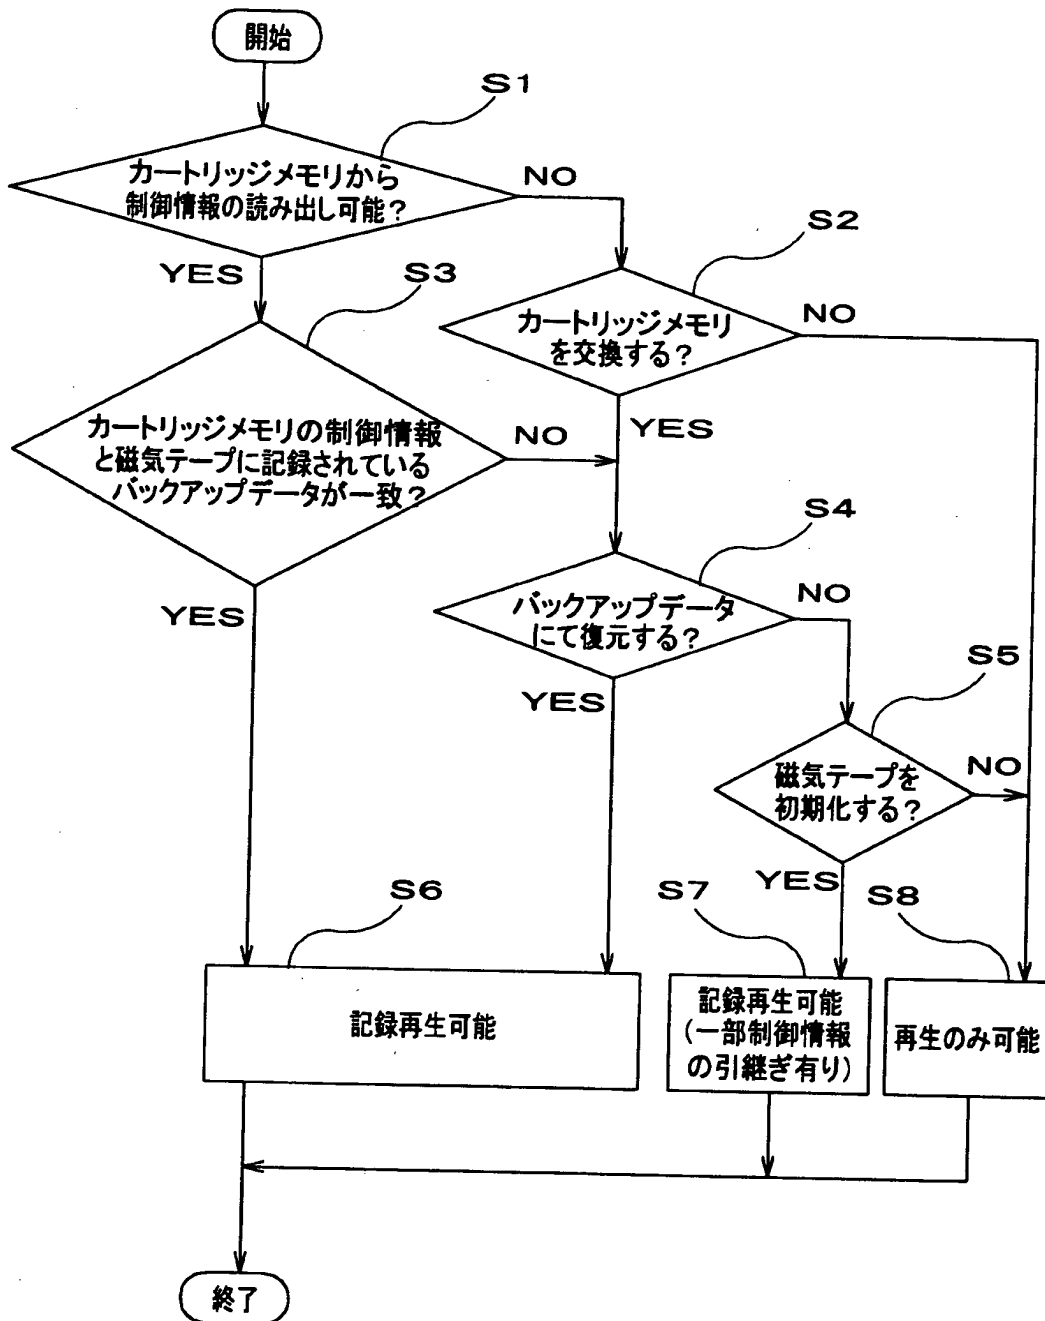 開始
S1
カートリッジメモリから
制御情報の読み出し可能？
NO
YES
S2
カートリッジメモリ
を交換する？
NO
YES
S3
カートリッジメモリの制御情報
と磁気テープに記録されている
バックアップデータが一致？
NO
YES
S4
バックアップデータ
にて復元する？
NO
YES
S5
磁気テープを
初期化する？
NO
YES
S6
記録再生可能
S7
記録再生可能
（一部制御情報
の引継ぎ有り）
S8
再生のみ可能
終了